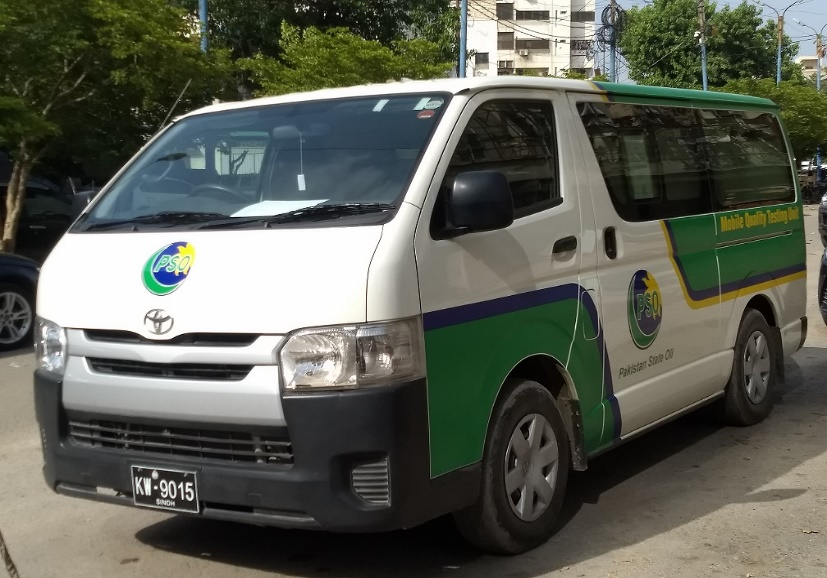 PSO
KW-9015
SINDH
PSO
Pakistan State Oil
Mobile Quality Testing Unit